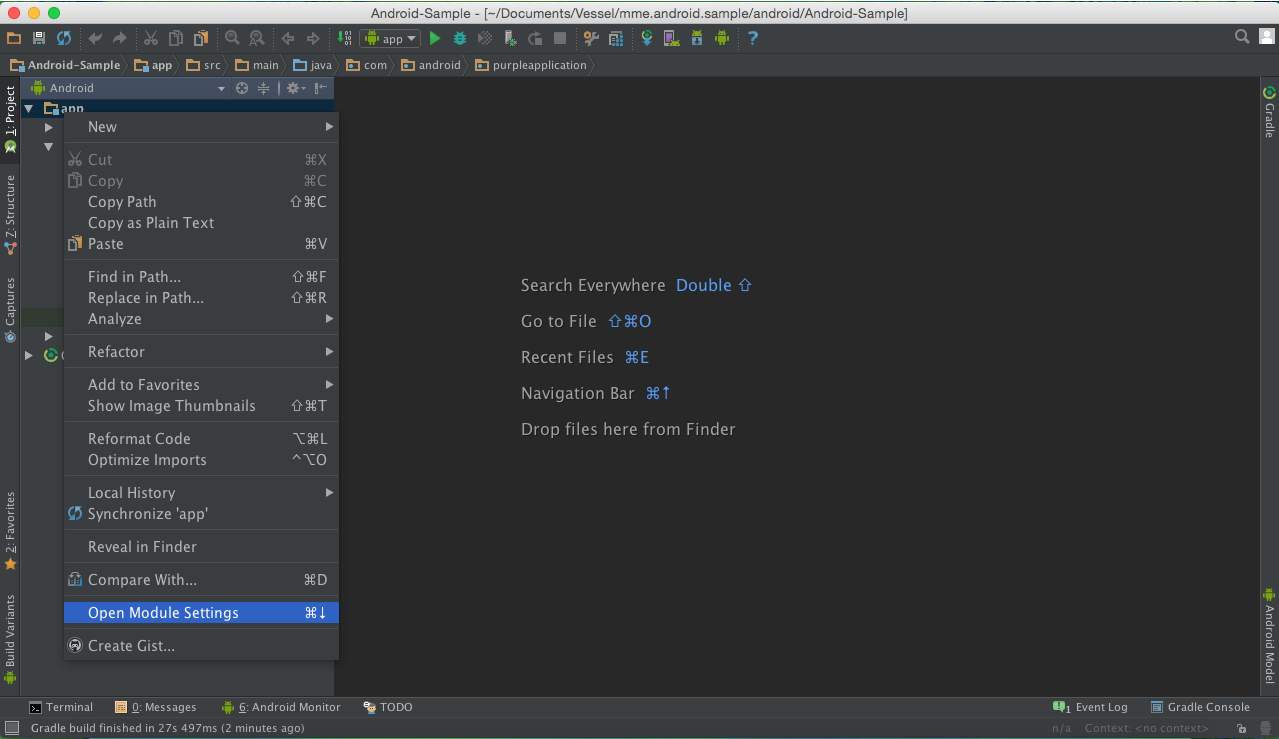 Android-Sample - [~/Documents/Vessel/mme.android.sample/android/Android-Sample]
app
Android-Sample app src main java com android purpleapplication
Android
1: Project
7: Structure
Captures
2: Favorites
Build Variants
app
New
Cut ⌘X
Copy ⌘C
Copy Path ⇧⌘C
Copy as Plain Text
Paste ⌘V
Find in Path... ⇧⌘F
Replace in Path... ⇧⌘R
Analyze
Refactor
Add to Favorites
Show Image Thumbnails ⇧⌘T
Reformat Code ⌥⌘L
Optimize Imports ^⌥O
Local History
Synchronize 'app'
Reveal in Finder
Compare With... ⌘D
Open Module Settings ⌘↓
Create Gist...
Search Everywhere Double ⇧
Go to File ⇧⌘O
Recent Files ⌘E
Navigation Bar ⌘↑
Drop files here from Finder
Gradle
Android Model
Terminal 0: Messages 6: Android Monitor TODO 1 Event Log Gradle Console
Gradle build finished in 27s 497ms (2 minutes ago) n/a Context: <no context>